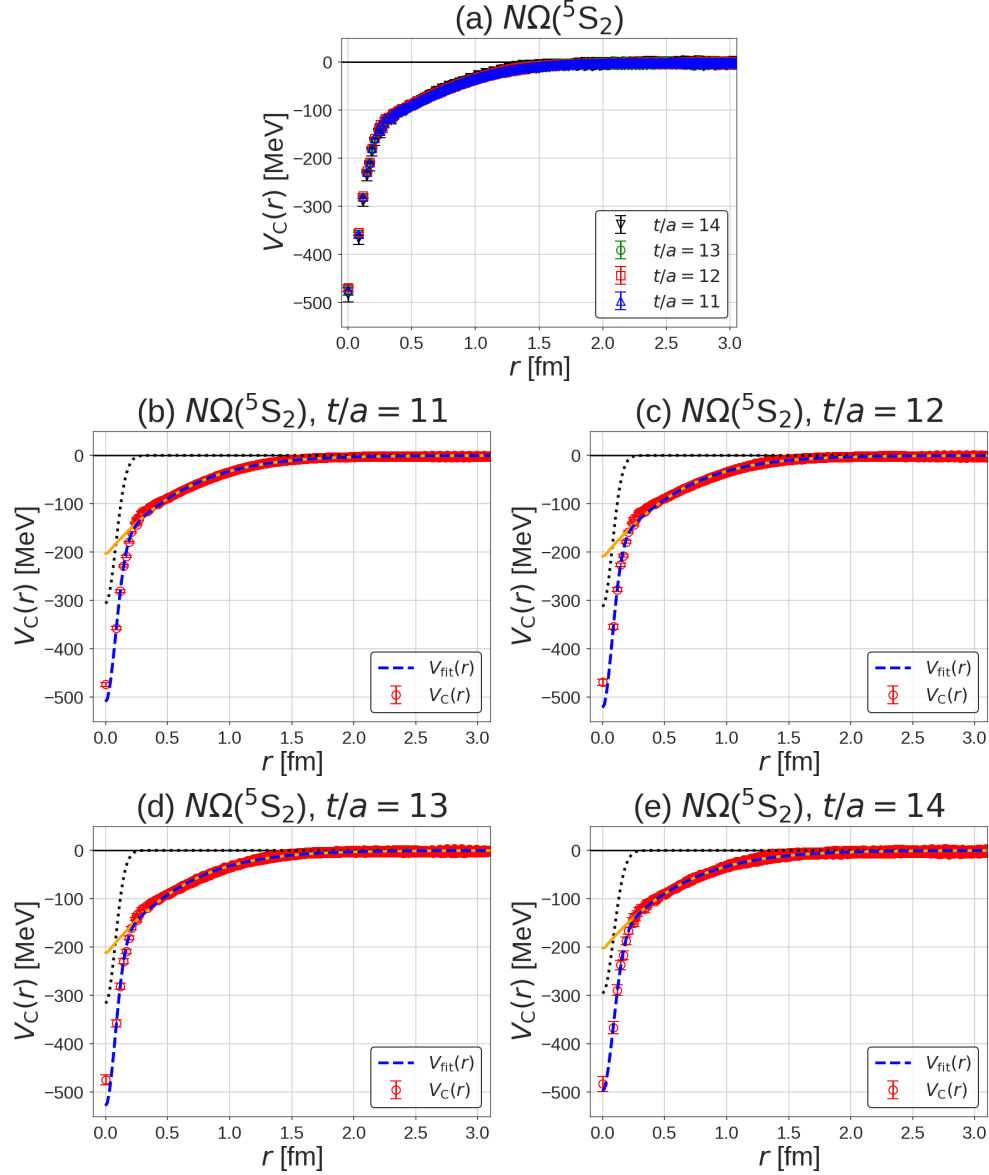 (a) NΩ(⁵S₂)
V_C(r) [MeV]
0
−100
−200
−300
−400
−500
t/a = 14
t/a = 13
t/a = 12
t/a = 11
0.0 0.5 1.0 1.5 2.0 2.5 3.0
r [fm]
(b) NΩ(⁵S₂), t/a = 11
V_C(r) [MeV]
0
−100
−200
−300
−400
−500
V_fit(r)
V_C(r)
0.0 0.5 1.0 1.5 2.0 2.5 3.0
r [fm]
(c) NΩ(⁵S₂), t/a = 12
V_C(r) [MeV]
0
−100
−200
−300
−400
−500
V_fit(r)
V_C(r)
0.0 0.5 1.0 1.5 2.0 2.5 3.0
r [fm]
(d) NΩ(⁵S₂), t/a = 13
V_C(r) [MeV]
0
−100
−200
−300
−400
−500
V_fit(r)
V_C(r)
0.0 0.5 1.0 1.5 2.0 2.5 3.0
r [fm]
(e) NΩ(⁵S₂), t/a = 14
V_C(r) [MeV]
0
−100
−200
−300
−400
−500
V_fit(r)
V_C(r)
0.0 0.5 1.0 1.5 2.0 2.5 3.0
r [fm]